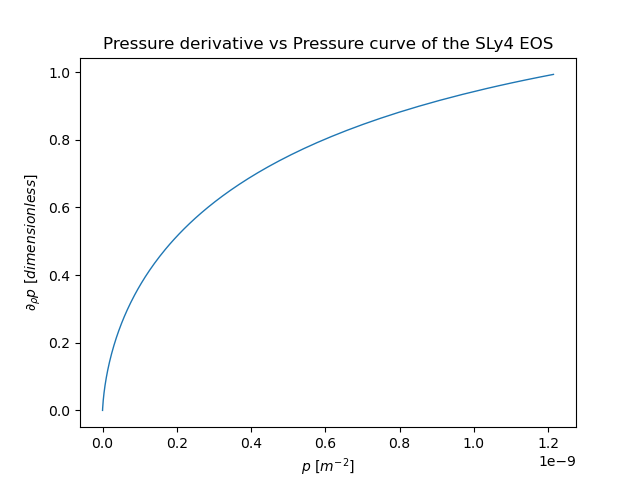 Pressure derivative vs Pressure curve of the SLy4 EOS
1.0
0.8
0.6
0.4
0.2
0.0
∂ρp [dimensionless]
0.0 0.2 0.4 0.6 0.8 1.0 1.2
1e−9
p [m⁻²]